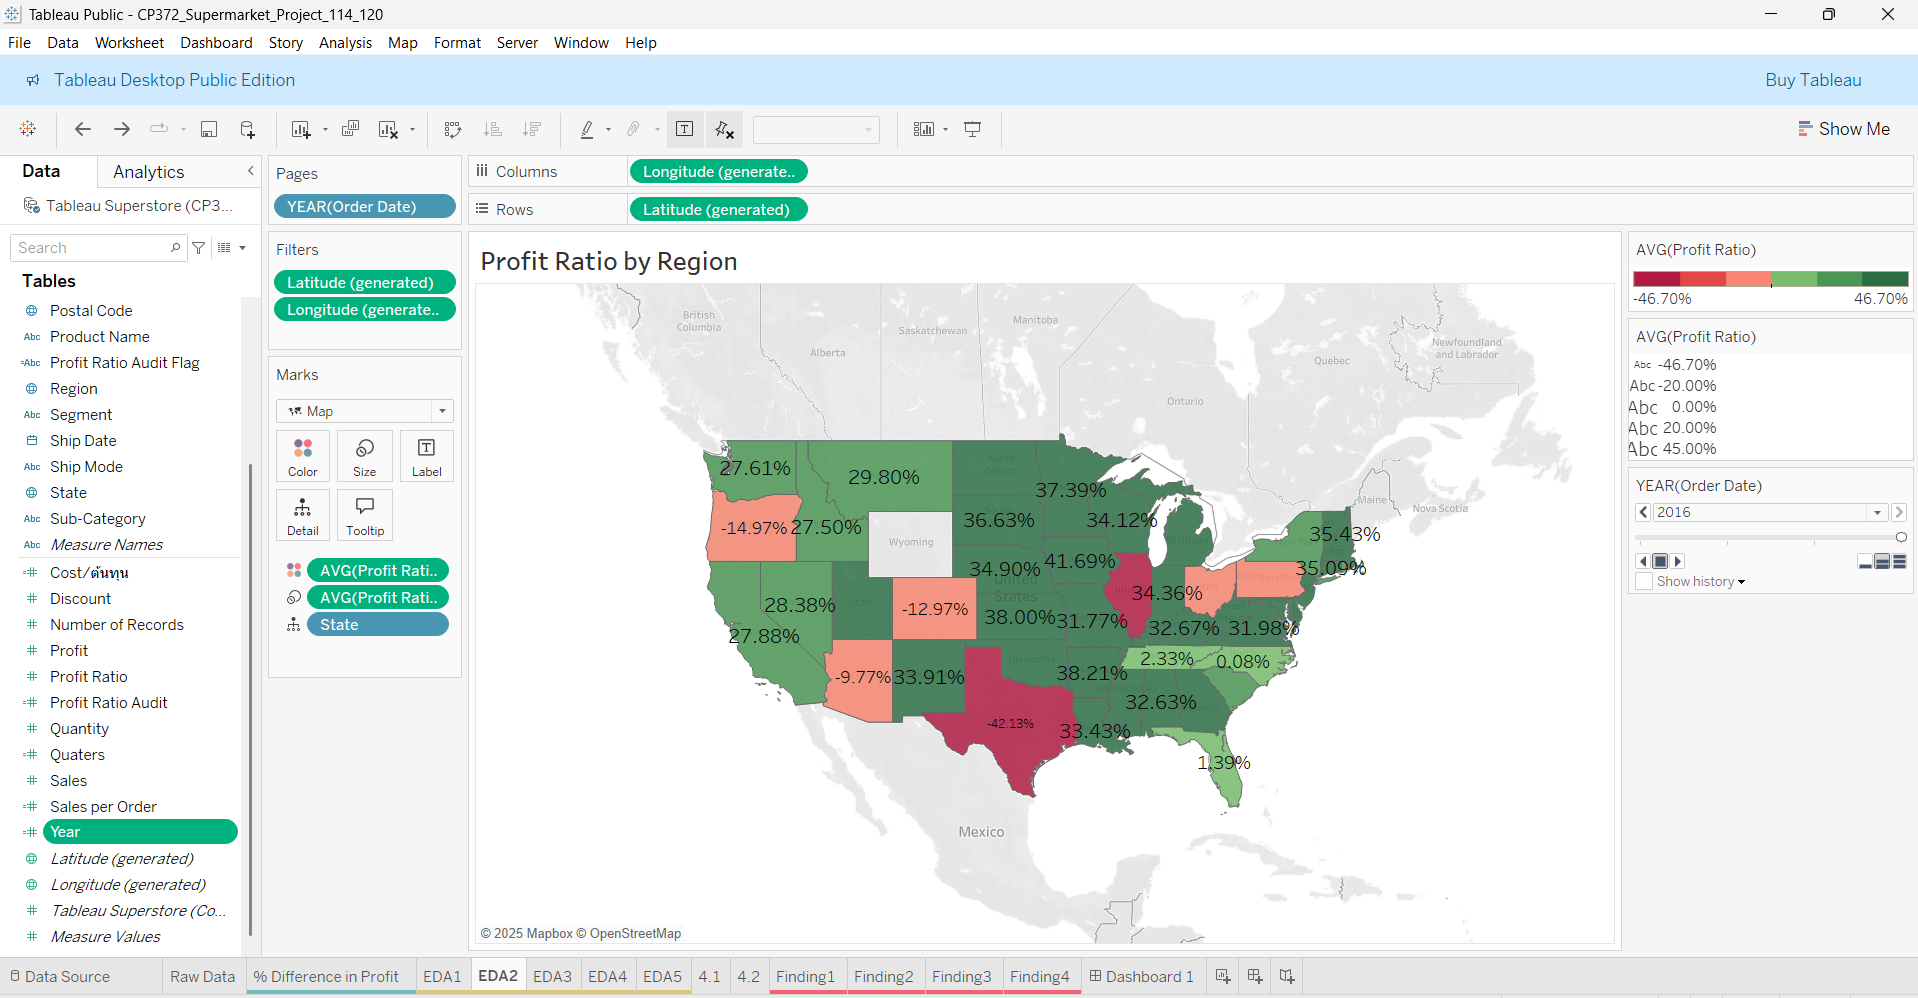 Tableau Public - CP372_Supermarket_Project_114_120
File Data Worksheet Dashboard Story Analysis Map Format Server Window Help
Tableau Desktop Public Edition
Buy Tableau
Show Me
Data Analytics
Tableau Superstore (CP3...
Search
Tables
Postal Code
Abc Product Name
=Abc Profit Ratio Audit Flag
Region
Abc Segment
Ship Date
Abc Ship Mode
State
Abc Sub-Category
Abc Measure Names
=# Cost/ต้นทุน
# Discount
# Number of Records
# Profit
# Profit Ratio
=# Profit Ratio Audit
# Quantity
=# Quaters
# Sales
=# Sales per Order
=# Year
Latitude (generated)
Longitude (generated)
# Tableau Superstore (Co...
# Measure Values
Pages
YEAR(Order Date)
Filters
Latitude (generated)
Longitude (generate..
Marks
Map
Color Size Label
Detail Tooltip
AVG(Profit Rati..
AVG(Profit Rati..
State
Columns Longitude (generate..
Rows Latitude (generated)
Profit Ratio by Region
British
Columbia
Alberta
Saskatchewan
Manitoba
Ontario
Quebec
Newfoundland
and Labrador
Maine
Nova Scotia
North
Dakota
27.61%
29.80%
37.39%
-14.97%
27.50%
Wyoming
36.63%
34.12%
Michigan
35.43%
34.90%
41.69%
35.09%
United
States
Utah
28.38%
-12.97%
38.00%
31.77%
34.36%
Ohio
Pennsylvania
27.88%
32.67%
31.98%
-9.77%
33.91%
Oklahoma
38.21%
2.33%
0.08%
32.63%
-42.13%
33.43%
1.39%
Mexico
© 2025 Mapbox © OpenStreetMap
AVG(Profit Ratio)
-46.70% 46.70%
AVG(Profit Ratio)
Abc -46.70%
Abc -20.00%
Abc 0.00%
Abc 20.00%
Abc 45.00%
YEAR(Order Date)
2016
Show history
Data Source Raw Data % Difference in Profit EDA1 EDA2 EDA3 EDA4 EDA5 4.1 4.2 Finding1 Finding2 Finding3 Finding4 Dashboard 1